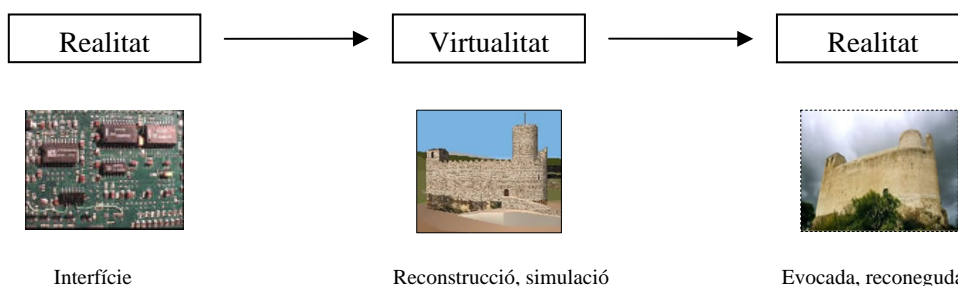 Realitat
Virtualitat
Realitat
Interfície
Reconstrucció, simulació
Evocada, reconeguda